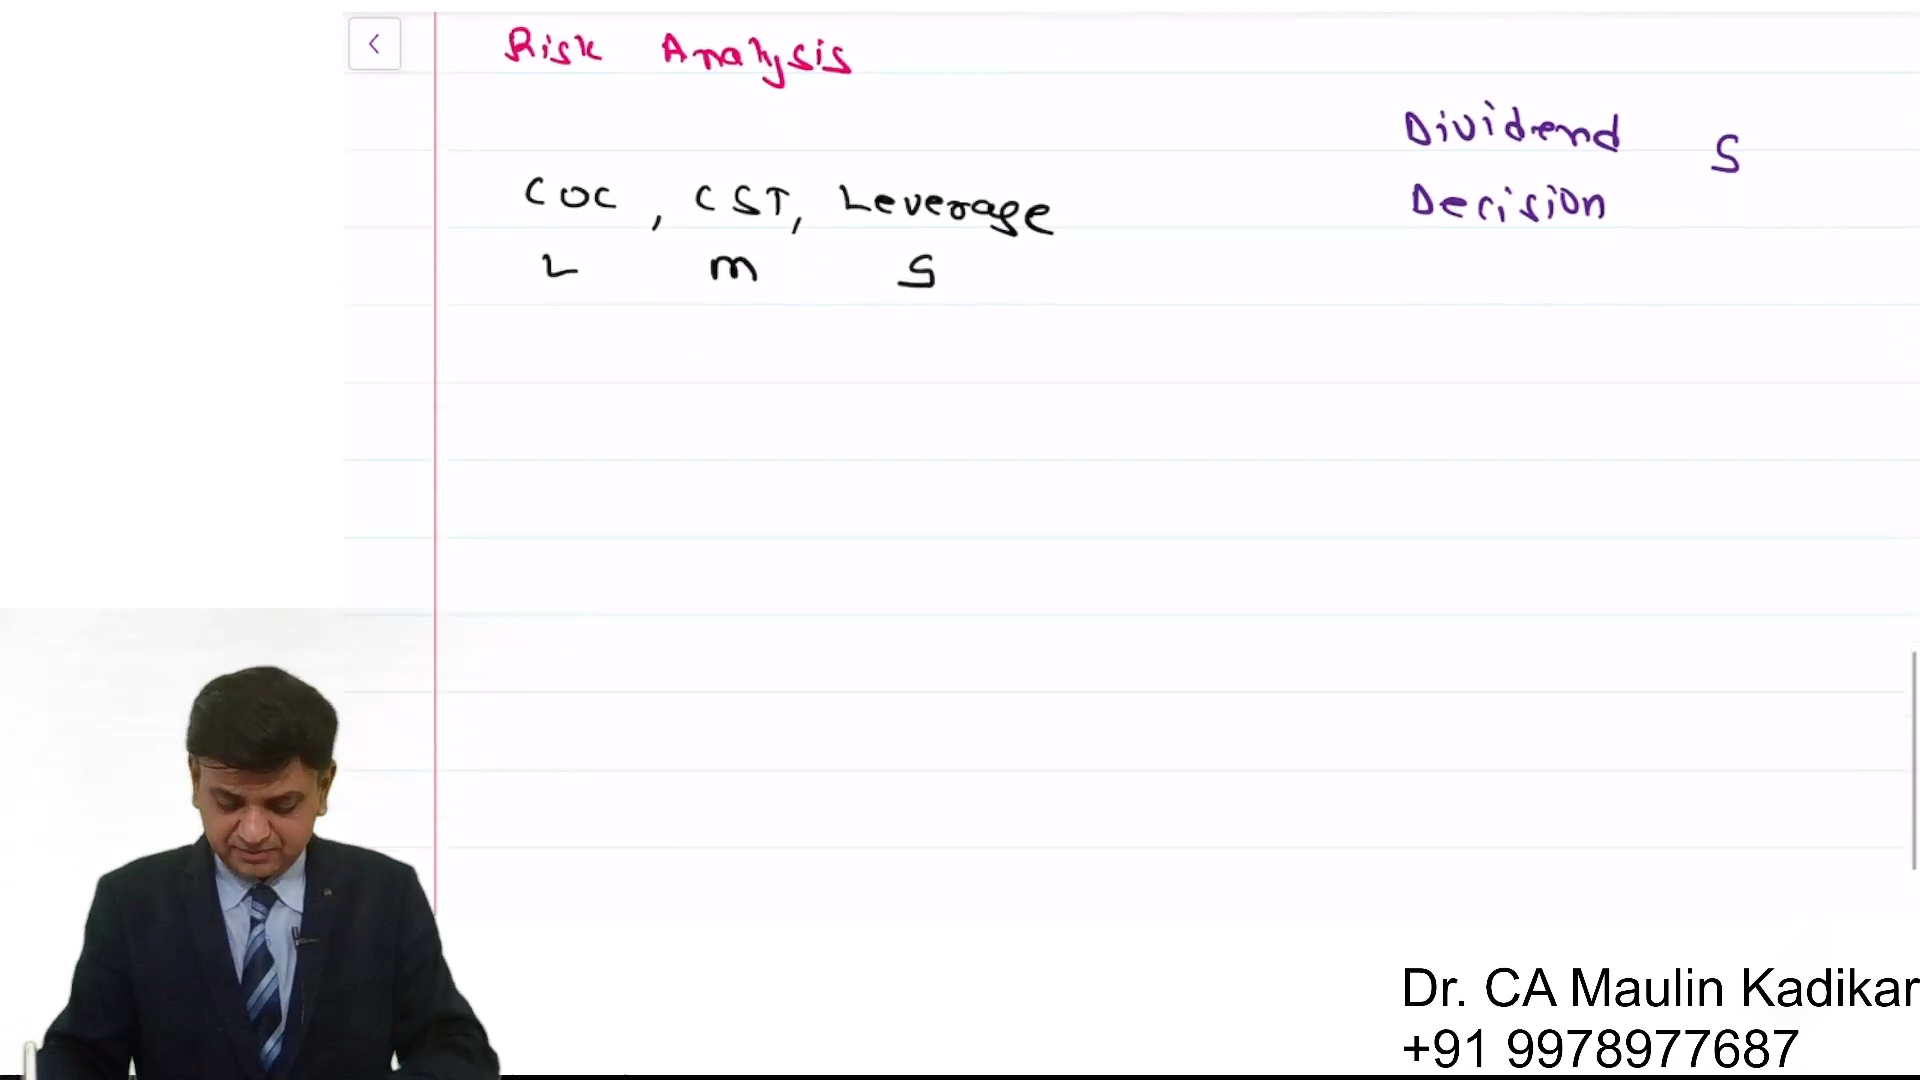 Risk Analysis
Dividend S
Decision
COC, CST, Leverage
L m S
Dr. CA Maulin Kadikar
+91 9978977687